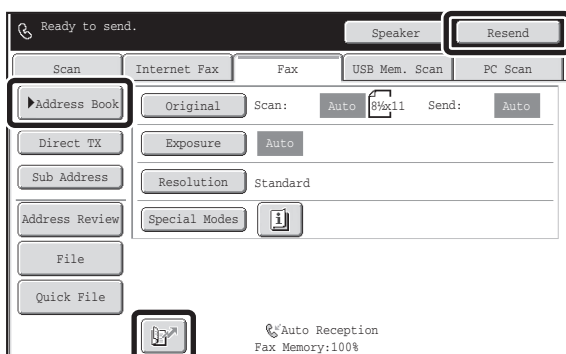 Ready to send.
Speaker
Resend
Scan
Internet Fax
Fax
USB Mem. Scan
PC Scan
Address Book
Original
Scan:
Auto
8½x11
Send:
Auto
Direct TX
Exposure
Auto
Sub Address
Resolution
Standard
Address Review
Special Modes
File
Quick File
Auto Reception
Fax Memory:100%